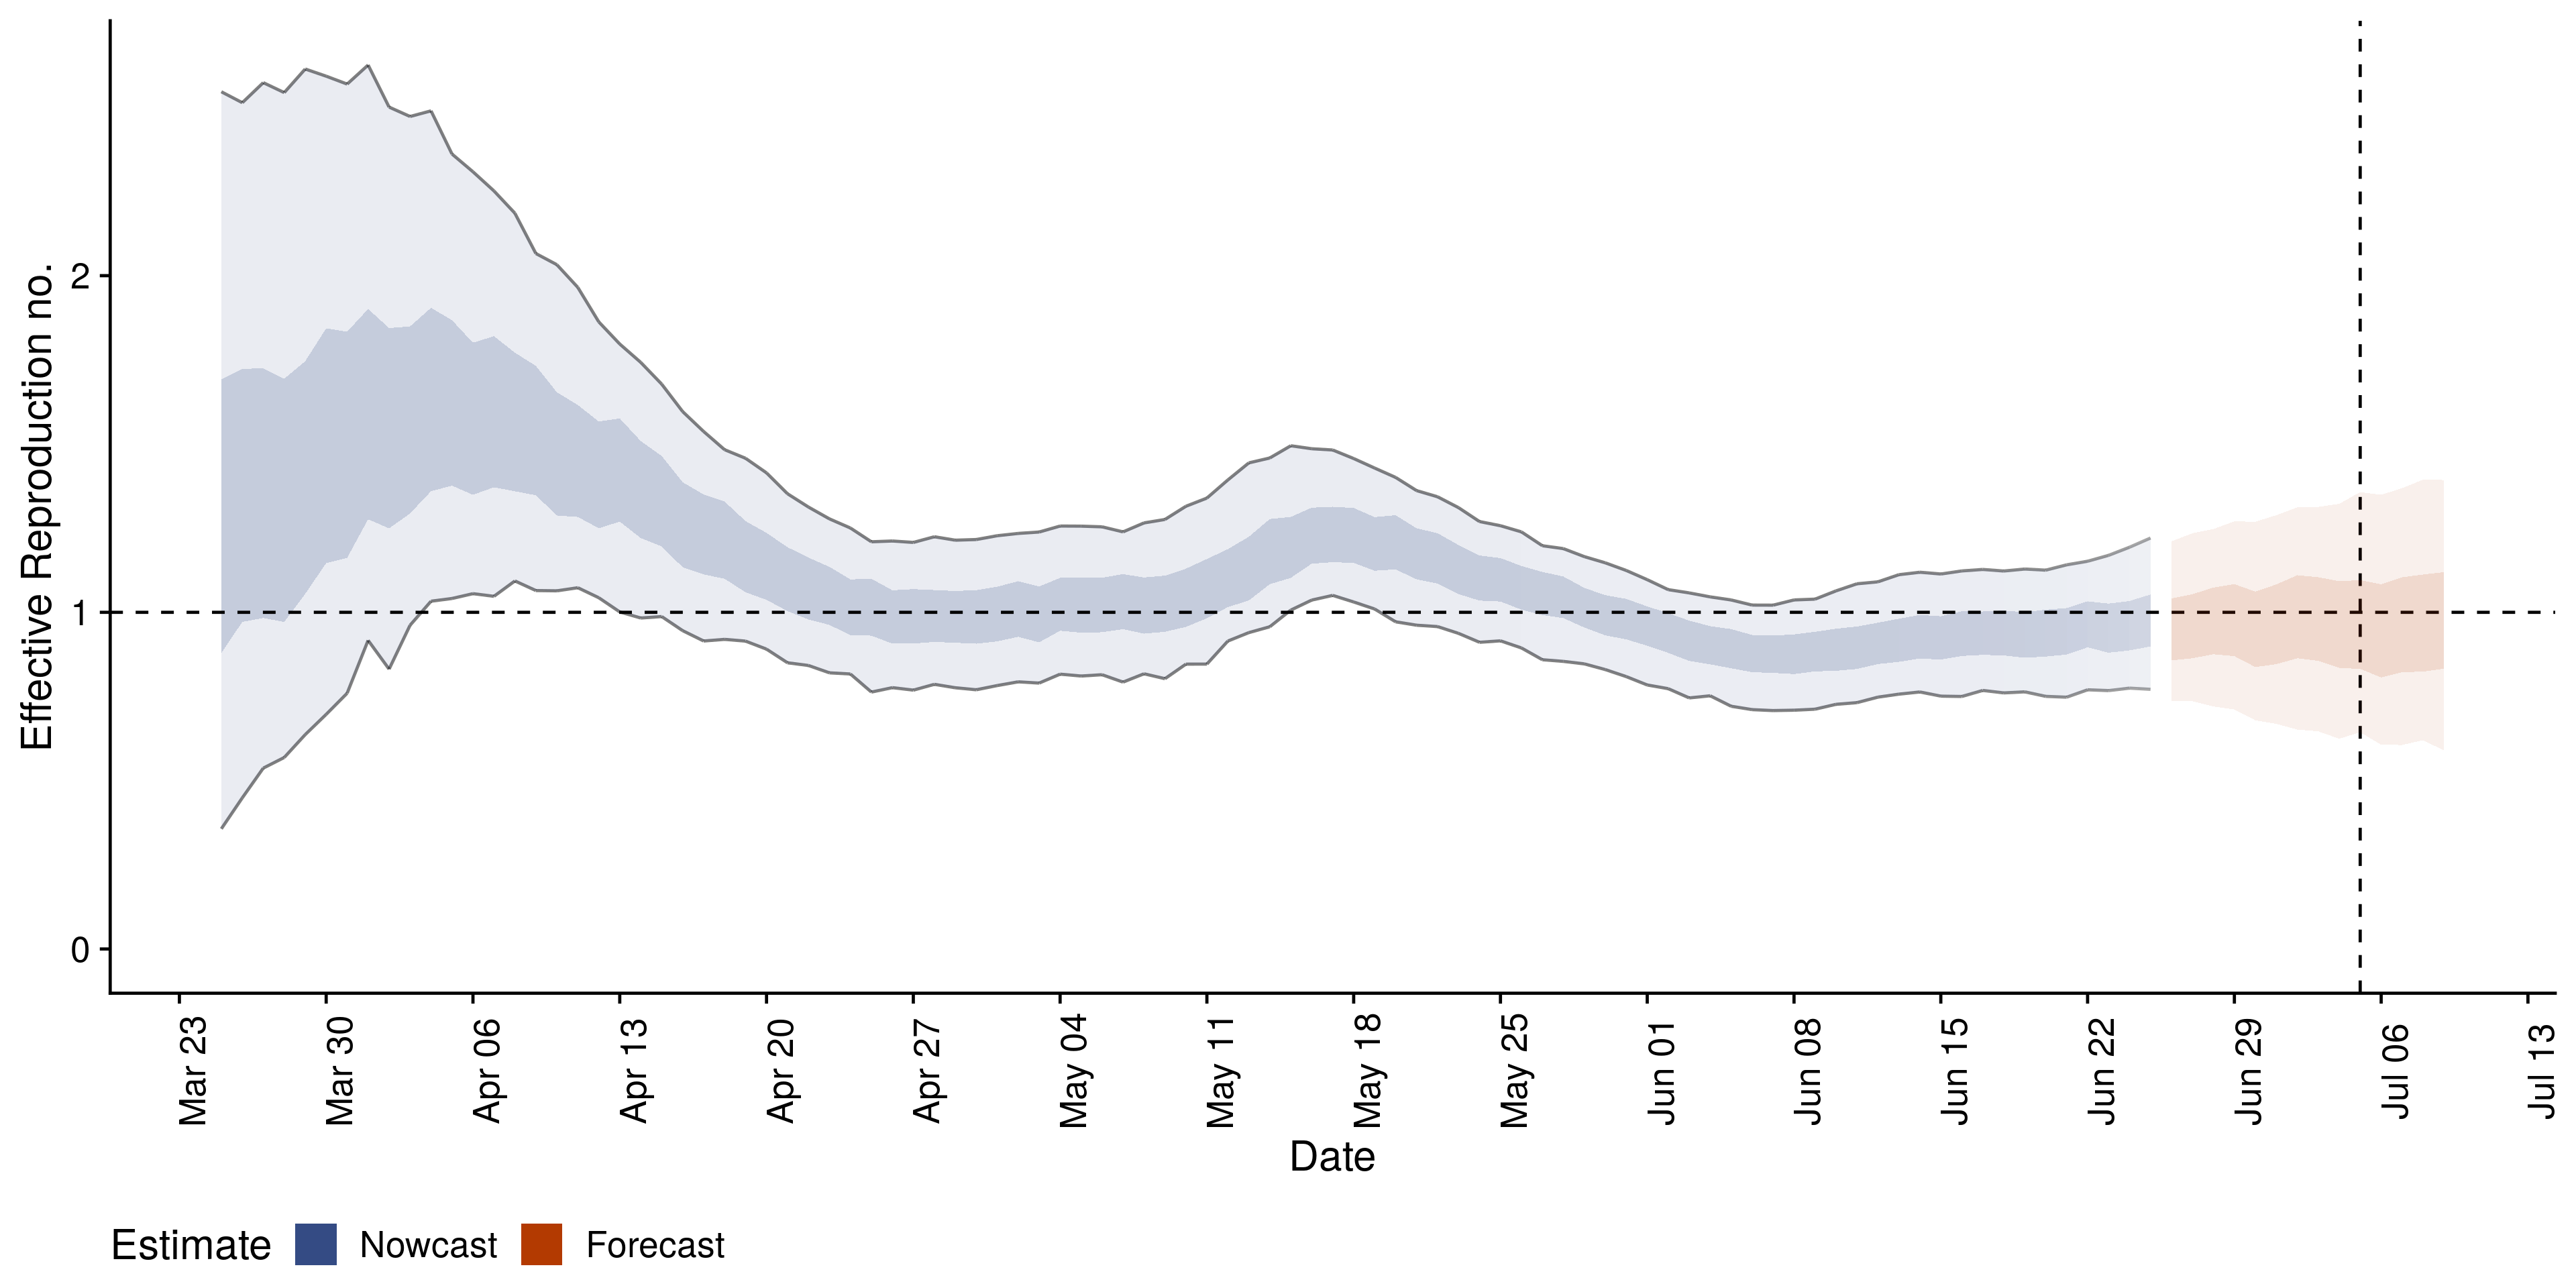 Effective Reproduction no.
2
1
0
Mar 23
Mar 30
Apr 06
Apr 13
Apr 20
Apr 27
May 04
May 11
May 18
May 25
Jun 01
Jun 08
Jun 15
Jun 22
Jun 29
Jul 06
Jul 13
Date
Estimate Nowcast Forecast